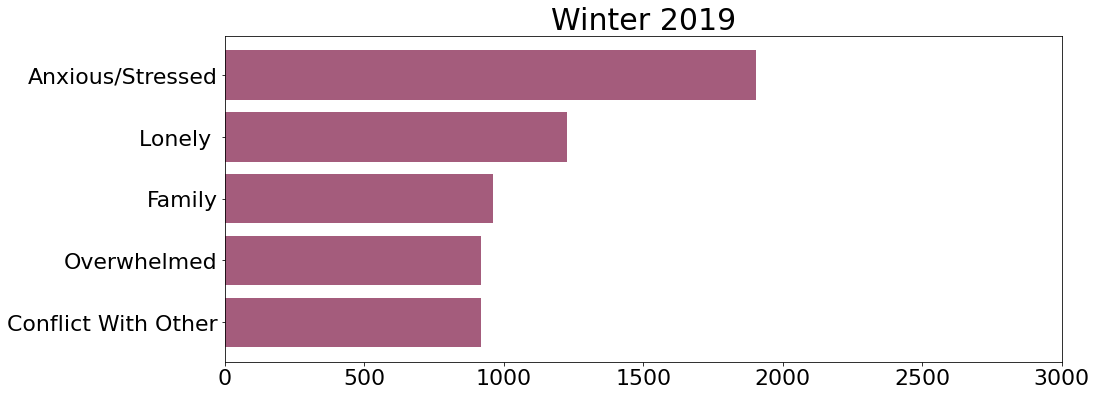 Winter 2019
Anxious/Stressed
Lonely
Family
Overwhelmed
Conflict With Other
0 500 1000 1500 2000 2500 3000